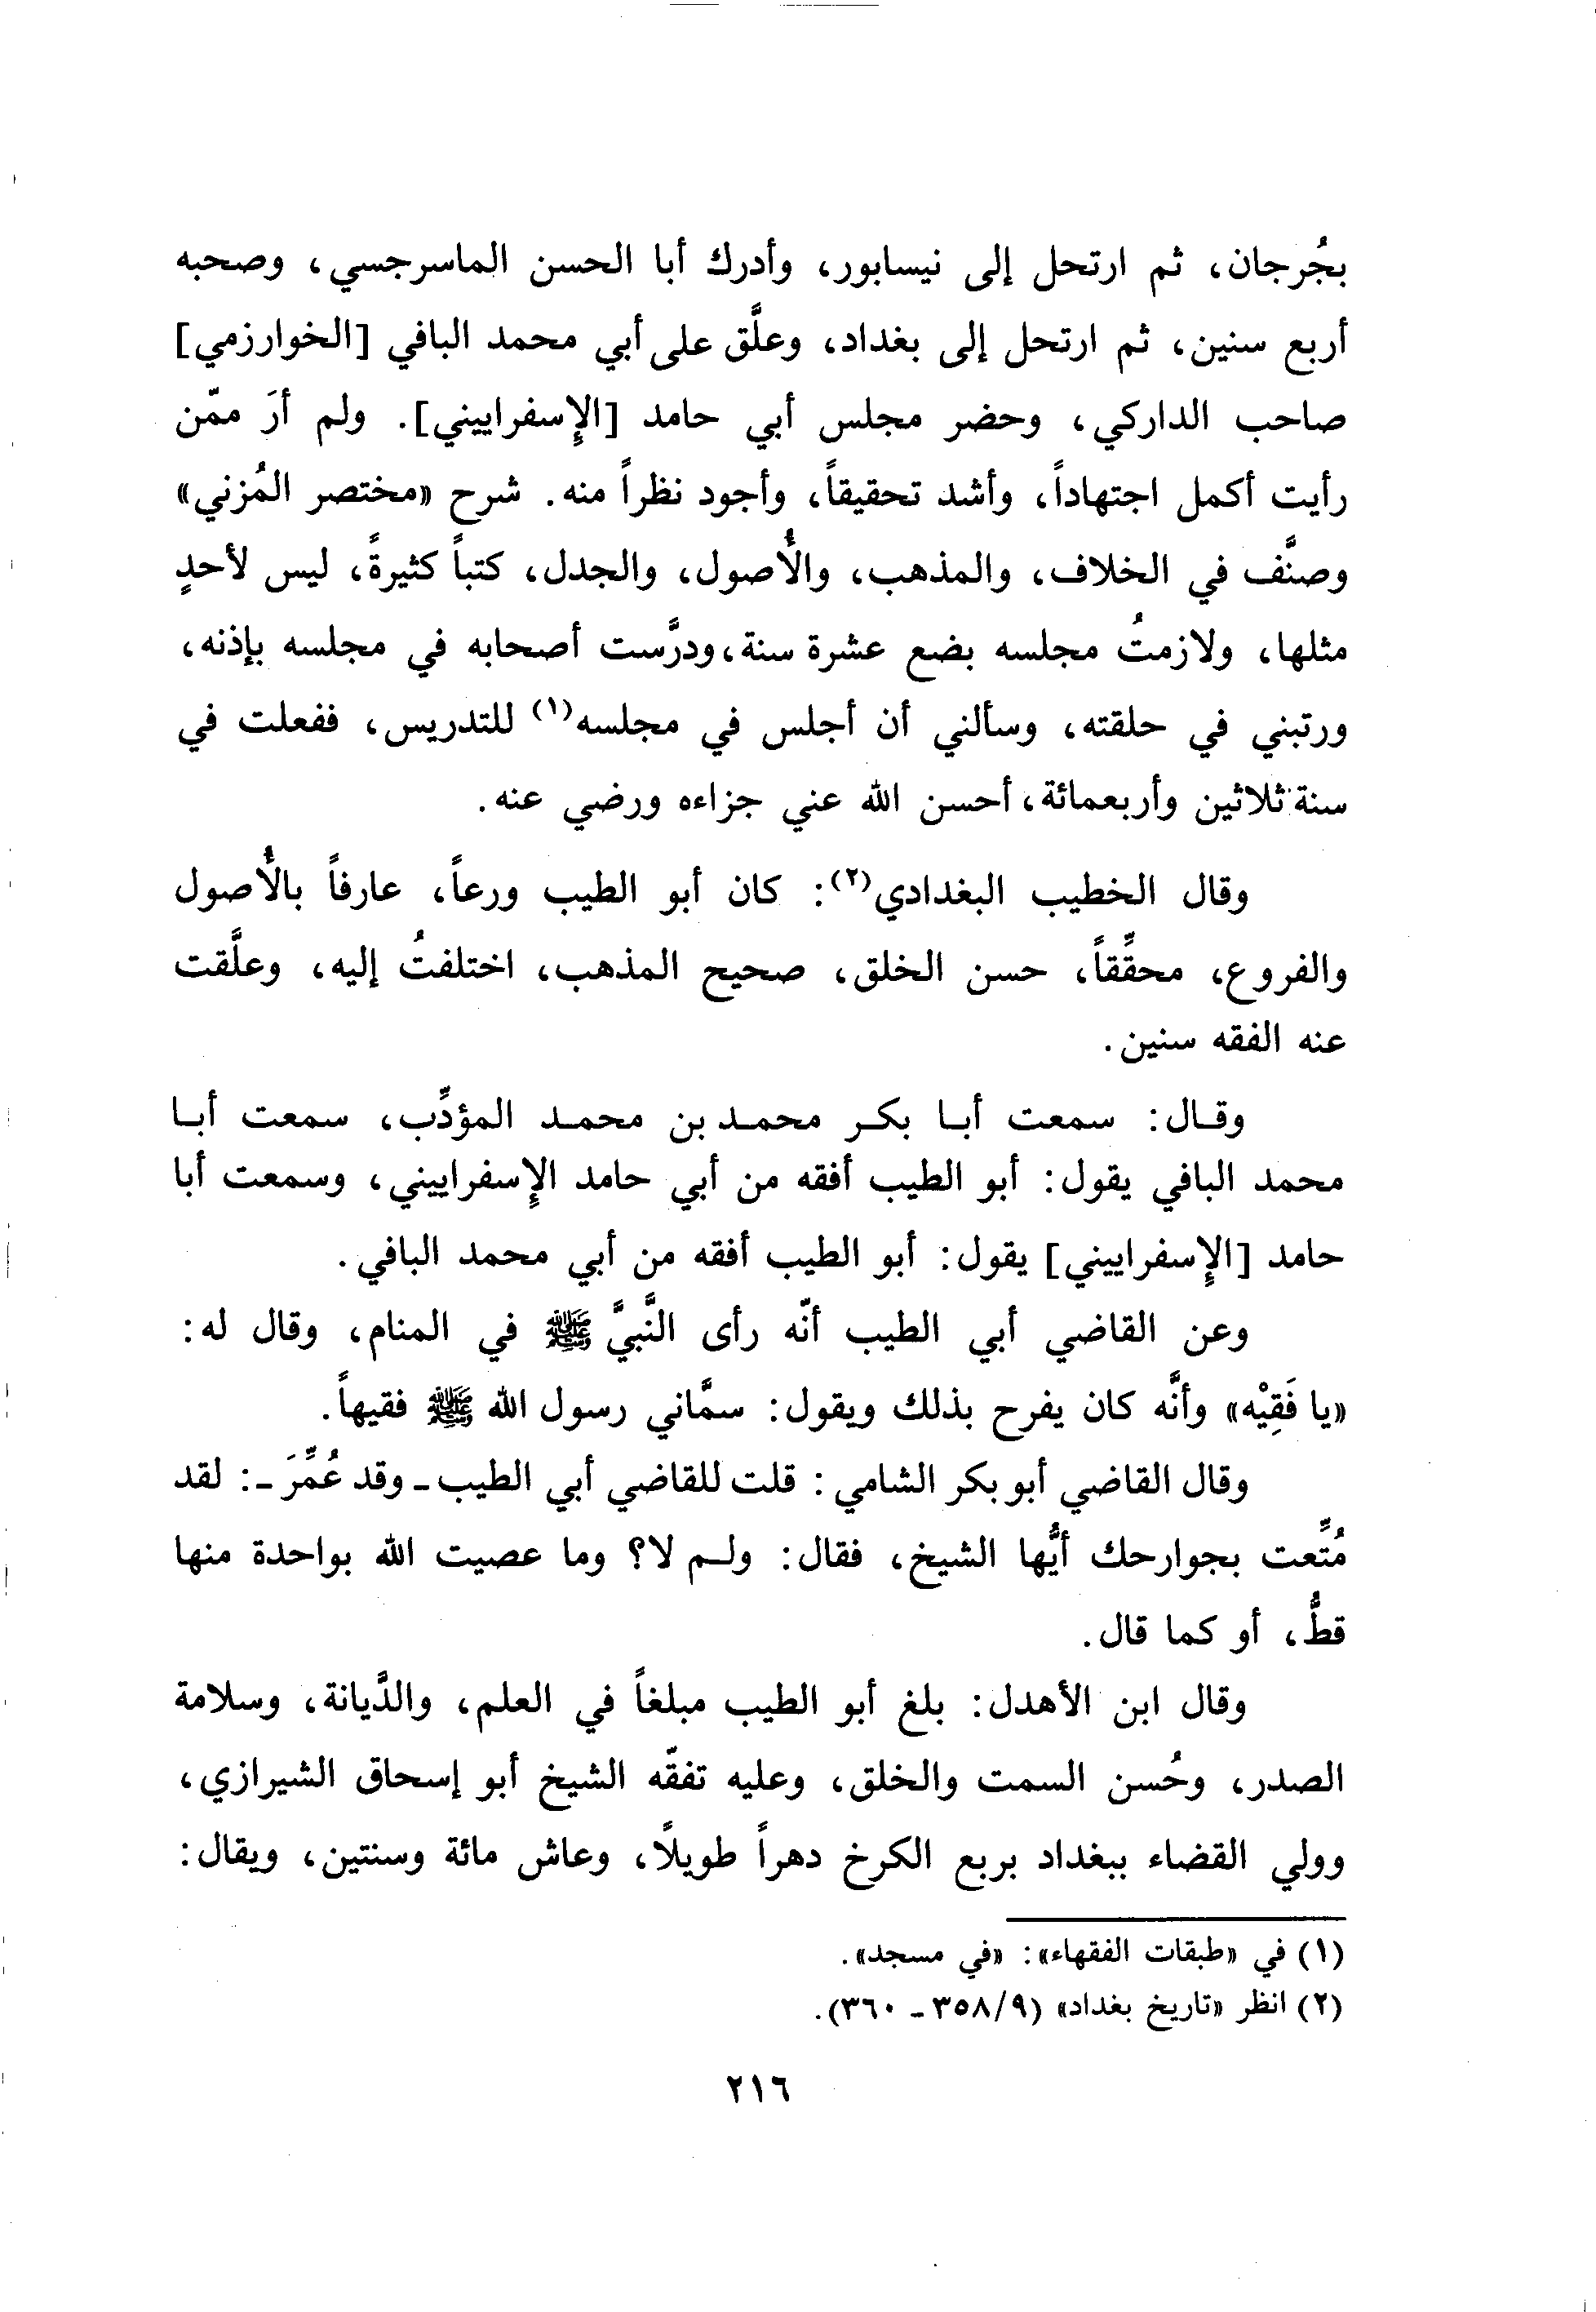 بجُرجان، ثم ارتحل إلى نيسابور، وأدرك أبا الحسن الماسرجسي، وصحبه
أربع سنين، ثم ارتحل إلى بغداد، وعلَّق على أبي محمد البافي [الخوارزمي]
صاحب الداركي، وحضر مجلس أبي حامد [الإِسفراييني]. ولم أرَ ممّن
رأيت أكمل اجتهاداً، وأشد تحقيقاً، وأجود نظراً منه. شرح «مختصر المُزني»
وصنَّف في الخلاف، والمذهب، والأُصول، والجدل، كتباً كثيرةً، ليس لأحدٍ
مثلها، ولازمتُ مجلسه بضع عشرة سنة، ودرَّست أصحابه في مجلسه بإذنه،
ورتبني في حلقته، وسألني أن أجلس في مجلسه(١) للتدريس، ففعلت في
سنة ثلاثين وأربعمائة، أحسن الله عني جزاءه ورضي عنه.
وقال الخطيب البغدادي(٢): كان أبو الطيب ورعاً، عارفاً بالأُصول
والفروع، محقِّقاً، حسن الخلق، صحيح المذهب، اختلفتُ إليه، وعلَّقت
عنه الفقه سنين.
وقال: سمعت أبا بكر محمد بن محمد المؤدِّب، سمعت أبا
محمد البافي يقول: أبو الطيب أفقه من أبي حامد الإِسفراييني، وسمعت أبا
حامد [الإِسفراييني] يقول: أبو الطيب أفقه من أبي محمد البافي.
وعن القاضي أبي الطيب أنّه رأى النَّبيَّ ﷺ في المنام، وقال له:
«يا فَقِيْه» وأنَّه كان يفرح بذلك ويقول: سمَّاني رسول الله ﷺ فقيهاً.
وقال القاضي أبو بكر الشامي: قلت للقاضي أبي الطيب ـ وقد عُمِّرَ ـ: لقد
مُتِّعت بجوارحك أيُّها الشيخ، فقال: ولم لا؟ وما عصيت الله بواحدة منها
قطُّ، أو كما قال.
وقال ابن الأهدل: بلغ أبو الطيب مبلغاً في العلم، والدَّيانة، وسلامة
الصدر، وحُسن السمت والخلق، وعليه تفقّه الشيخ أبو إسحاق الشيرازي،
وولي القضاء ببغداد بربع الكرخ دهراً طويلًا، وعاش مائة وسنتين، ويقال:
(١) في «طبقات الفقهاء»: «في مسجد».
(٢) انظر «تاريخ بغداد» (٩/٣٥٨ ـ ٣٦٠).
٢١٦